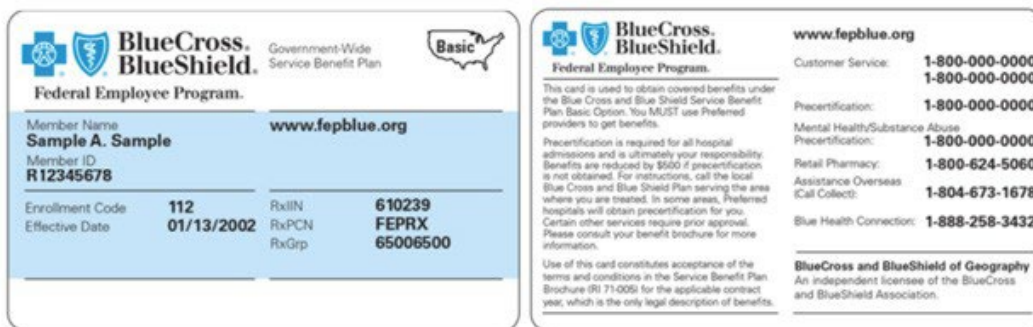 BlueCross®
BlueShield®
Federal Employee Program.
Government-Wide
Service Benefit Plan
Basic
Member Name
Sample A. Sample
Member ID
R12345678
www.fepblue.org
Enrollment Code 112
Effective Date 01/13/2002
RxIIN 610239
RxPCN FEPRX
RxGrp 65006500
BlueCross®
BlueShield®
Federal Employee Program.
This card is used to obtain covered benefits under
the Blue Cross and Blue Shield Service Benefit
Plan Basic Option. You MUST use Preferred
providers to get benefits.
Precertification is required for all hospital
admissions and is ultimately your responsibility.
Benefits are reduced by $500 if precertification
is not obtained. For instructions, call the local
Blue Cross and Blue Shield Plan serving the area
where you are treated. In some areas, Preferred
hospitals will obtain precertification for you.
Certain other services require prior approval.
Please consult your benefit brochure for more
information.
Use of this card constitutes acceptance of the
terms and conditions in the Service Benefit Plan
Brochure (RI 71-005) for the applicable contract
year, which is the only legal description of benefits.
www.fepblue.org
Customer Service: 1-800-000-0000
1-800-000-0000
Precertification: 1-800-000-0000
Mental Health/Substance Abuse
Precertification: 1-800-000-0000
Retail Pharmacy: 1-800-624-5060
Assistance Overseas
(Call Collect): 1-804-673-1678
Blue Health Connection: 1-888-258-3432
BlueCross and BlueShield of Geography
An independent licensee of the BlueCross
and BlueShield Association.